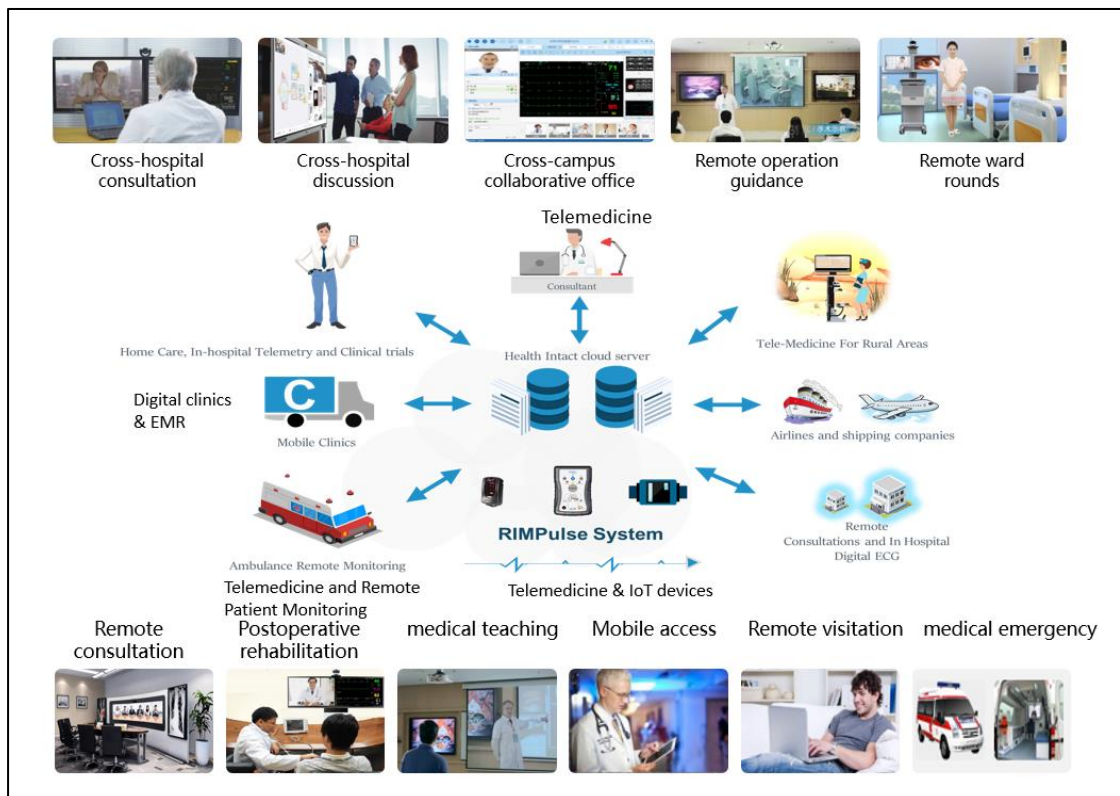 Cross-hospital
consultation
Cross-hospital
discussion
Cross-campus
collaborative office
Remote operation
guidance
Remote ward
rounds
Telemedicine
Consultant
Home Care, In-hospital Telemetry and Clinical trials
Health Intact cloud server
Tele-Medicine For Rural Areas
Digital clinics
& EMR
C
Mobile Clinics
Airlines and shipping companies
RIMPulse System
Remote
Consultations and In Hospital
Digital ECG
Ambulance Remote Monitoring
Telemedicine and Remote
Patient Monitoring
Telemedicine & IoT devices
Remote
consultation
Postoperative
rehabilitation
medical teaching
Mobile access
Remote visitation
medical emergency